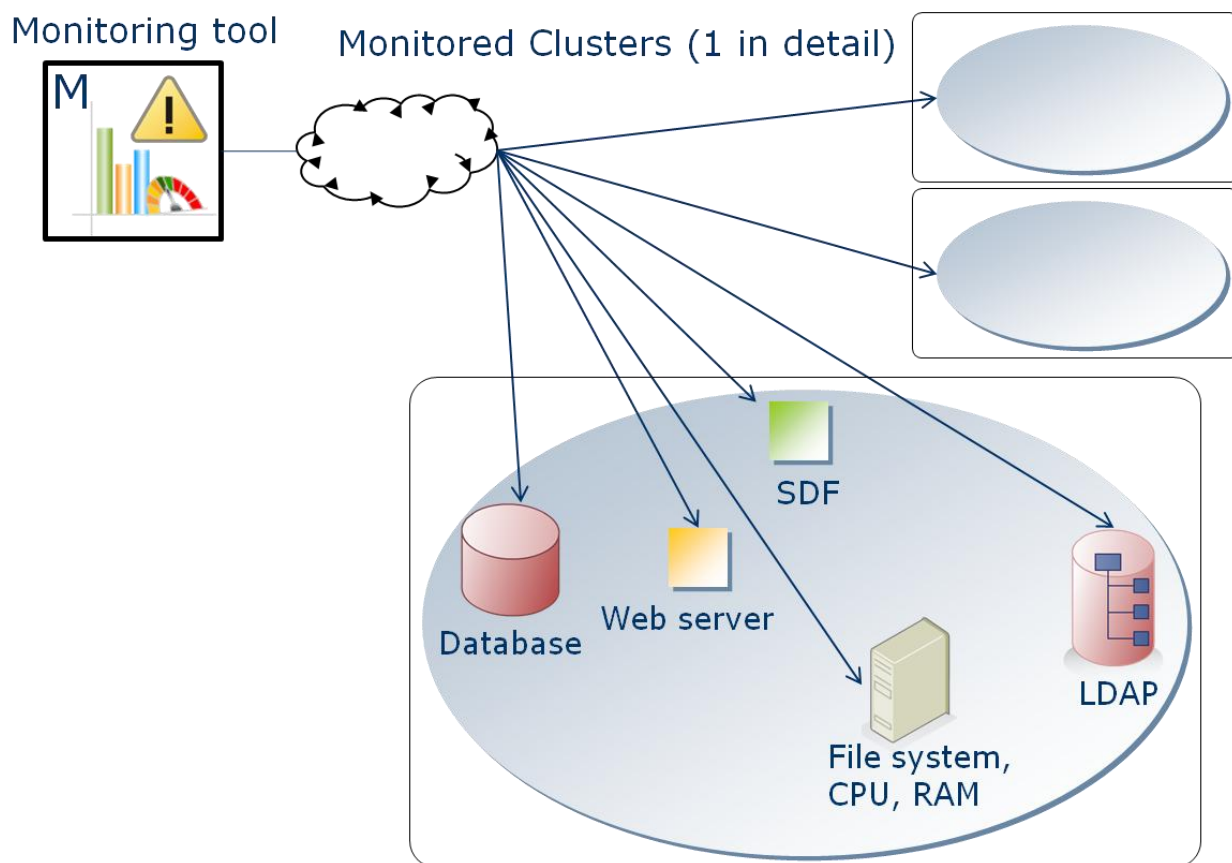 Monitoring tool
Monitored Clusters (1 in detail)
M
!
SDF
Web server
Database
LDAP
File system,
CPU, RAM